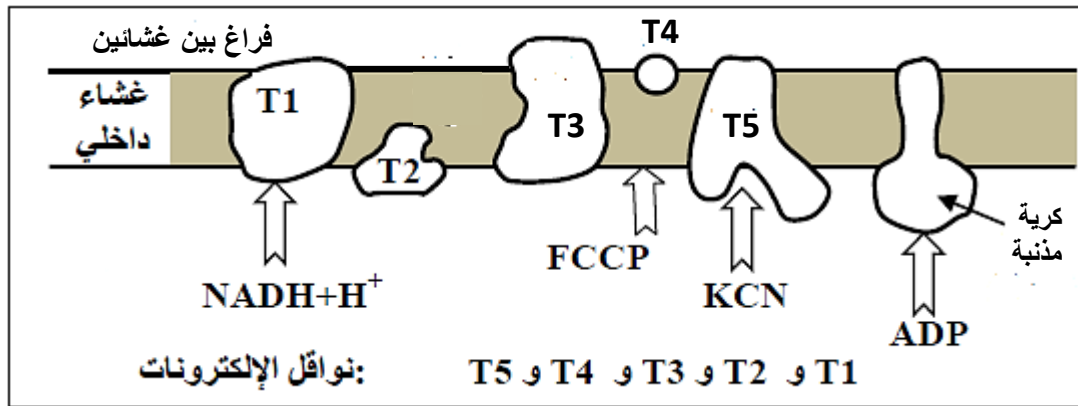 فراغ بين غشائين
T4
غشاء
داخلي
T1
T2
T3
T5
كرية
مذنبة
NADH+H⁺
FCCP
KCN
ADP
نواقل الإلكترونات: T1 و T2 و T3 و T4 و T5